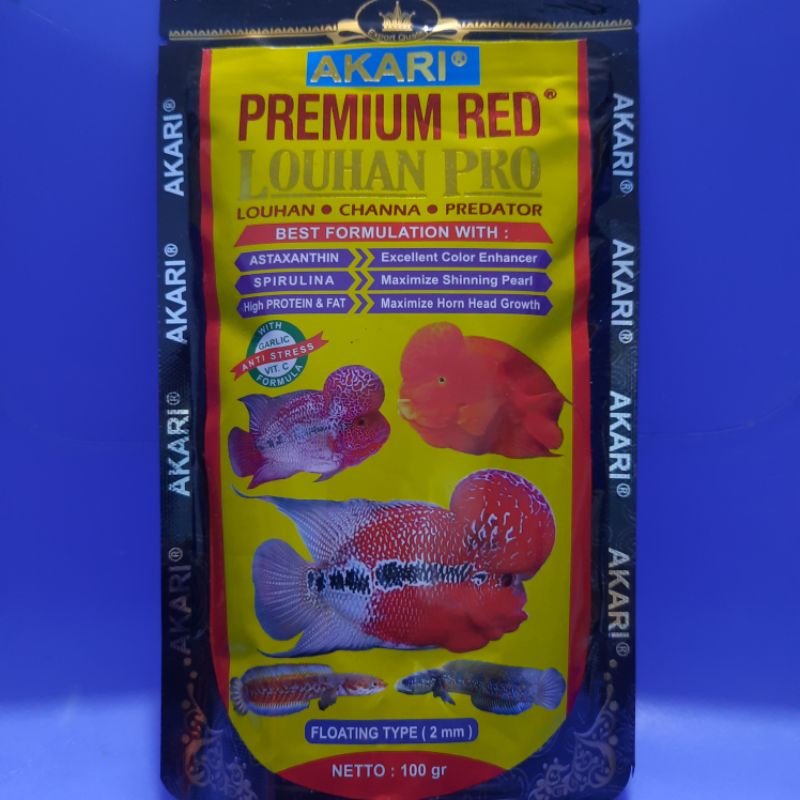 Export Quality
AKARI®
PREMIUM RED®
LOUHAN PRO
LOUHAN • CHANNA • PREDATOR
BEST FORMULATION WITH :
ASTAXANTHIN Excellent Color Enhancer
SPIRULINA Maximize Shinning Pearl
High PROTEIN & FAT Maximize Horn Head Growth
WITH
GARLIC
ANTI STRESS
VIT. C
FORMULA
FLOATING TYPE ( 2 mm )
NETTO : 100 gr
AKARI®
AKARI®
AKARI®
AKARI®
AKARI®
AKARI®
AKARI®
AKARI®